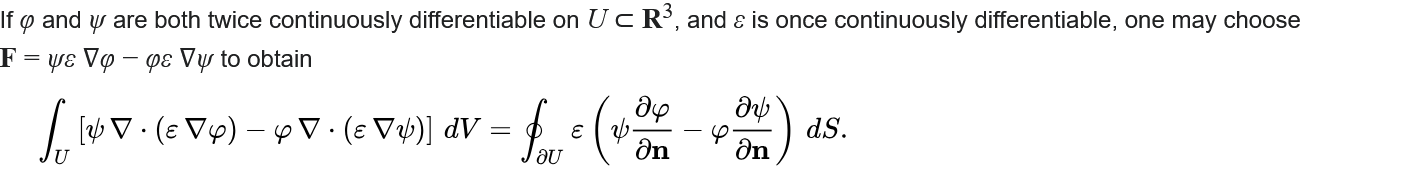 If φ and ψ are both twice continuously differentiable on U ⊂ R³, and ε is once continuously differentiable, one may choose
F = ψε ∇φ − φε ∇ψ to obtain
∫_U [ψ ∇ · (ε ∇φ) − φ ∇ · (ε ∇ψ)] dV = ∮_∂U ε (ψ ∂φ/∂n − φ ∂ψ/∂n) dS.